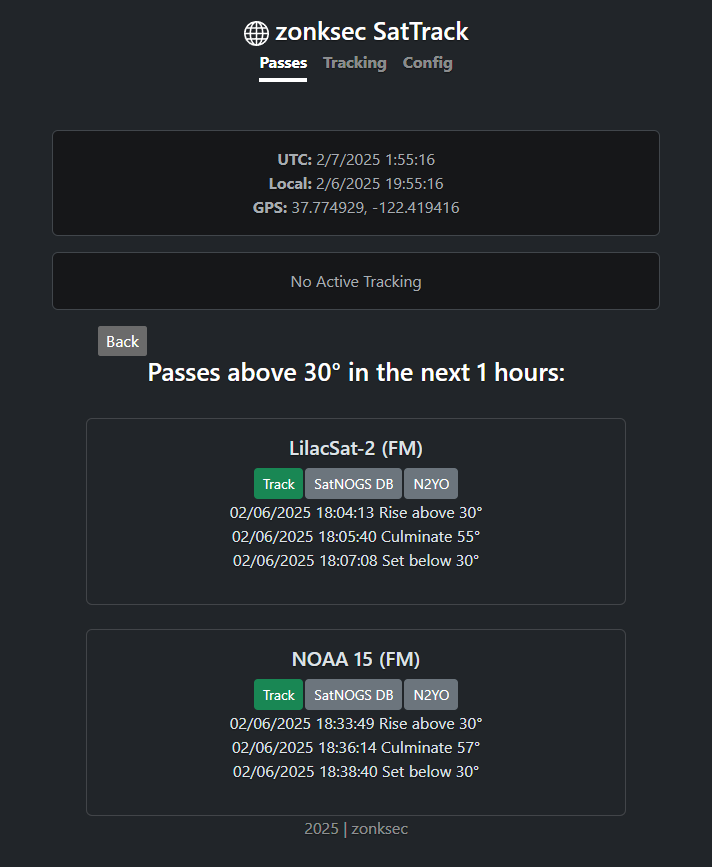 zonksec SatTrack
Passes Tracking Config
UTC: 2/7/2025 1:55:16
Local: 2/6/2025 19:55:16
GPS: 37.774929, -122.419416
No Active Tracking
Back
Passes above 30° in the next 1 hours:
LilacSat-2 (FM)
Track SatNOGS DB N2YO
02/06/2025 18:04:13 Rise above 30°
02/06/2025 18:05:40 Culminate 55°
02/06/2025 18:07:08 Set below 30°
NOAA 15 (FM)
Track SatNOGS DB N2YO
02/06/2025 18:33:49 Rise above 30°
02/06/2025 18:36:14 Culminate 57°
02/06/2025 18:38:40 Set below 30°
2025 | zonksec